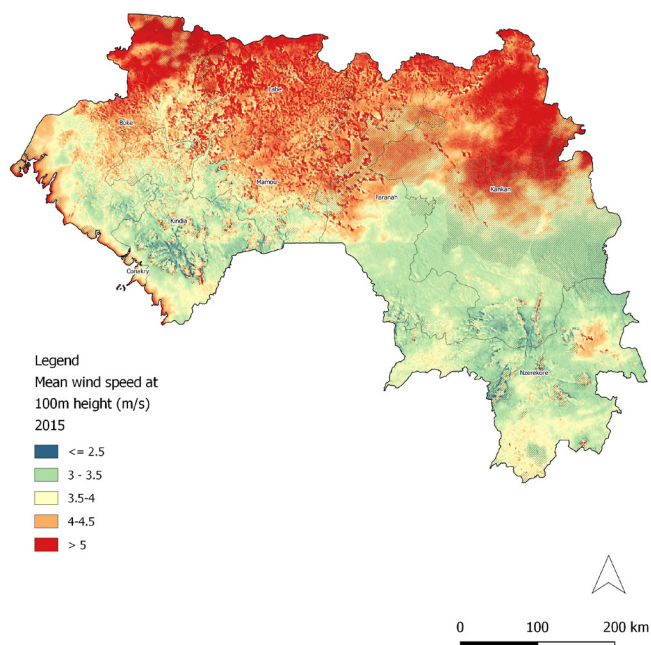 Labe
Boke
Mamou
Faranah
Kankan
Kindia
Conakry
Nzerekore
Legend
Mean wind speed at
100m height (m/s)
2015
<= 2.5
3 - 3.5
3.5-4
4-4.5
> 5
0 100 200 km